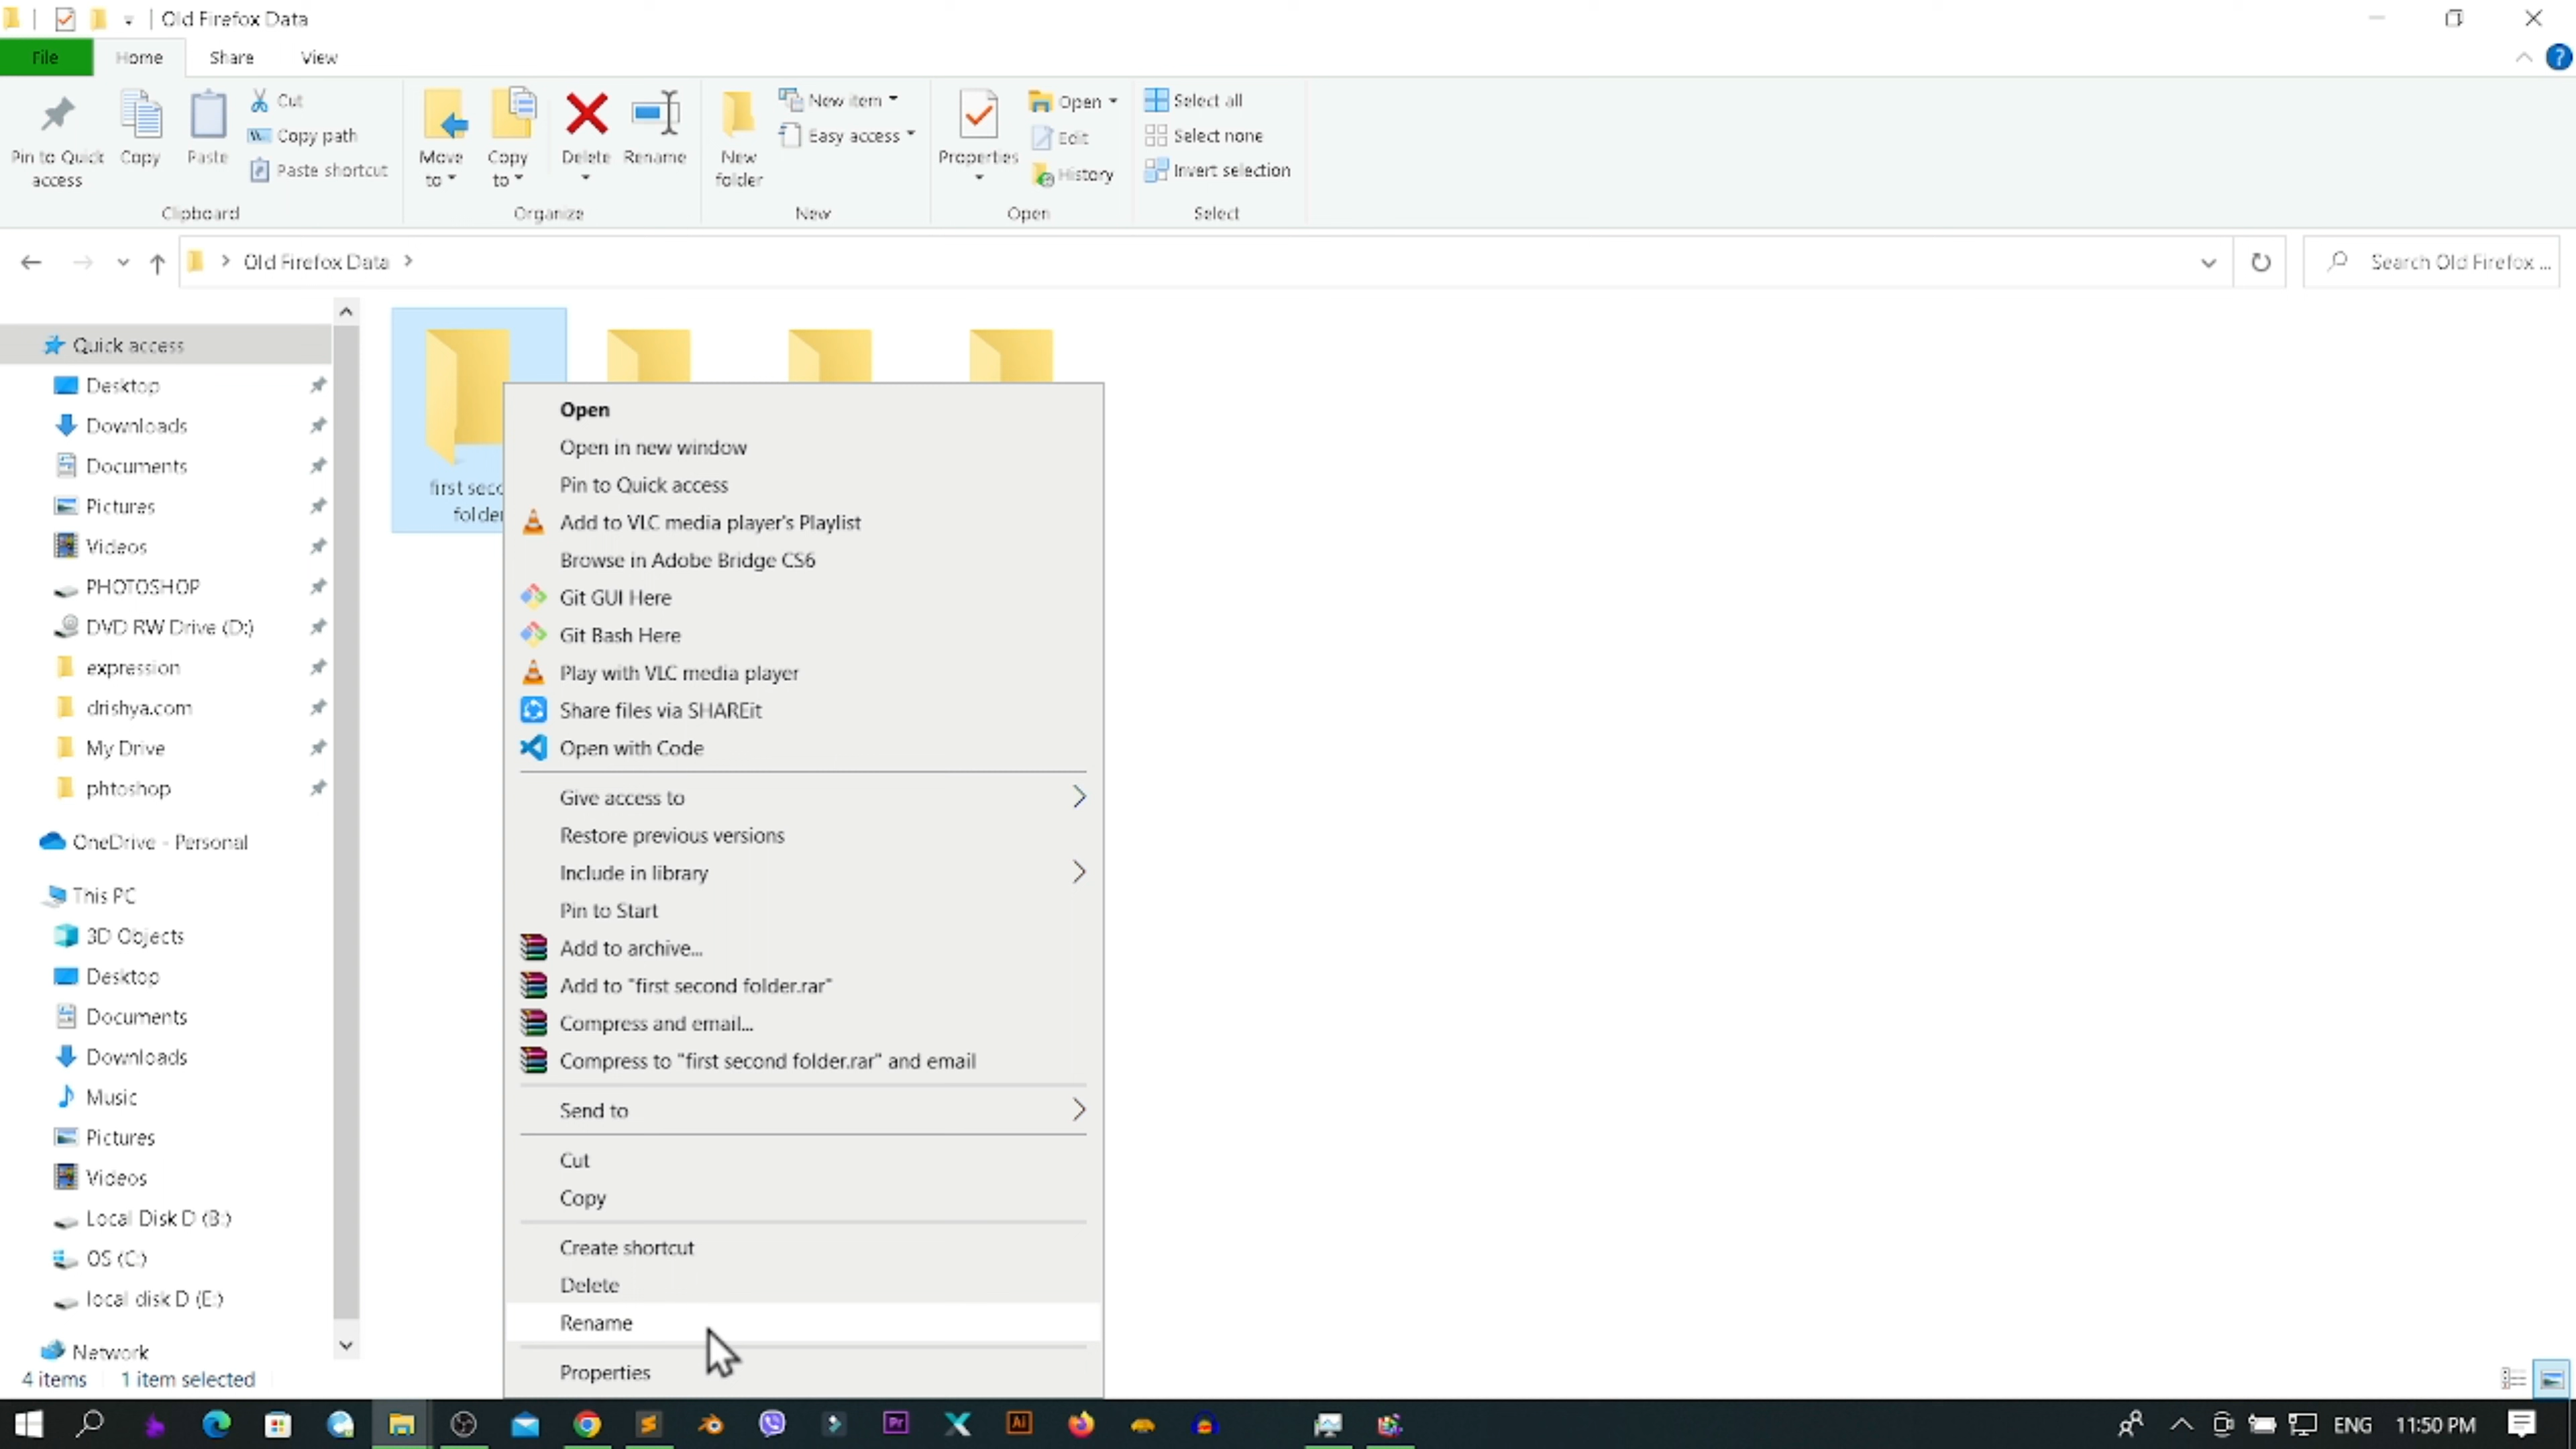 Old Firefox Data
File Home Share View
Pin to Quick access
Copy
Paste
Cut
Copy path
Paste shortcut
Clipboard
Move to
Copy to
Delete
Rename
Organize
New folder
New item
Easy access
New
Properties
Open
Edit
History
Open
Select all
Select none
Invert selection
Select
Old Firefox Data
Search Old Firefox ...
Quick access
Desktop
Downloads
Documents
Pictures
Videos
PHOTOSHOP
DVD RW Drive (D:)
expression
drishya.com
My Drive
phtoshop
OneDrive - Personal
This PC
3D Objects
Desktop
Documents
Downloads
Music
Pictures
Videos
Local Disk D (B:)
OS (C:)
local disk D (E:)
Network
first seco
folder
Open
Open in new window
Pin to Quick access
Add to VLC media player's Playlist
Browse in Adobe Bridge CS6
Git GUI Here
Git Bash Here
Play with VLC media player
Share files via SHAREit
Open with Code
Give access to
Restore previous versions
Include in library
Pin to Start
Add to archive...
Add to "first second folder.rar"
Compress and email...
Compress to "first second folder.rar" and email
Send to
Cut
Copy
Create shortcut
Delete
Rename
Properties
4 items 1 item selected
Pr
Ai
ENG 11:50 PM